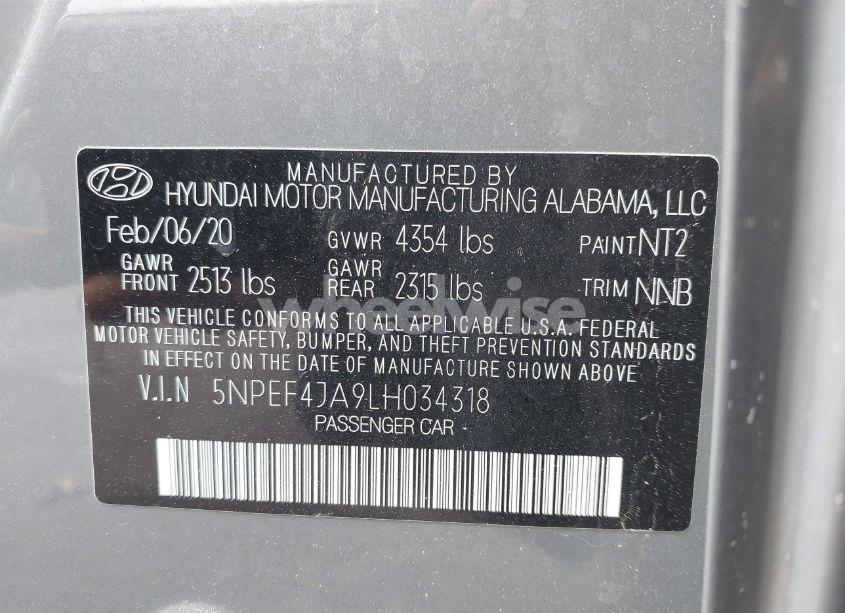 MANUFACTURED BY
HYUNDAI MOTOR MANUFACTURING ALABAMA, LLC
Feb/06/20 GVWR 4354 lbs PAINT NT2
GAWR FRONT 2513 lbs GAWR REAR 2315 lbs TRIM NNB
THIS VEHICLE CONFORMS TO ALL APPLICABLE U.S.A. FEDERAL
MOTOR VEHICLE SAFETY, BUMPER, AND THEFT PREVENTION STANDARDS
IN EFFECT ON THE DATE OF MANUFACTURE SHOWN ABOVE
V.I.N 5NPEF4JA9LH034318
PASSENGER CAR
wheelwise